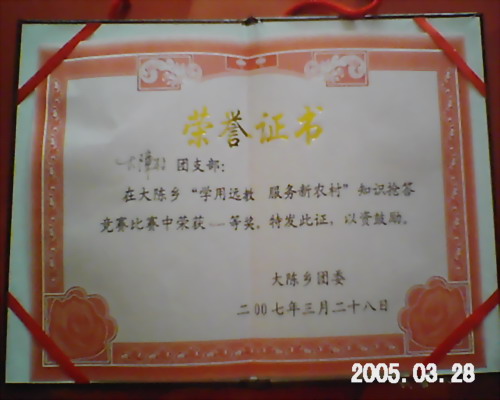 荣誉证书
团支部：
在大陈乡“学用远教 服务新农村”知识抢答
竞赛比赛中荣获一等奖，特发此证，以资鼓励。
大陈乡团委
二00七年三月二十八日
2005.03.28